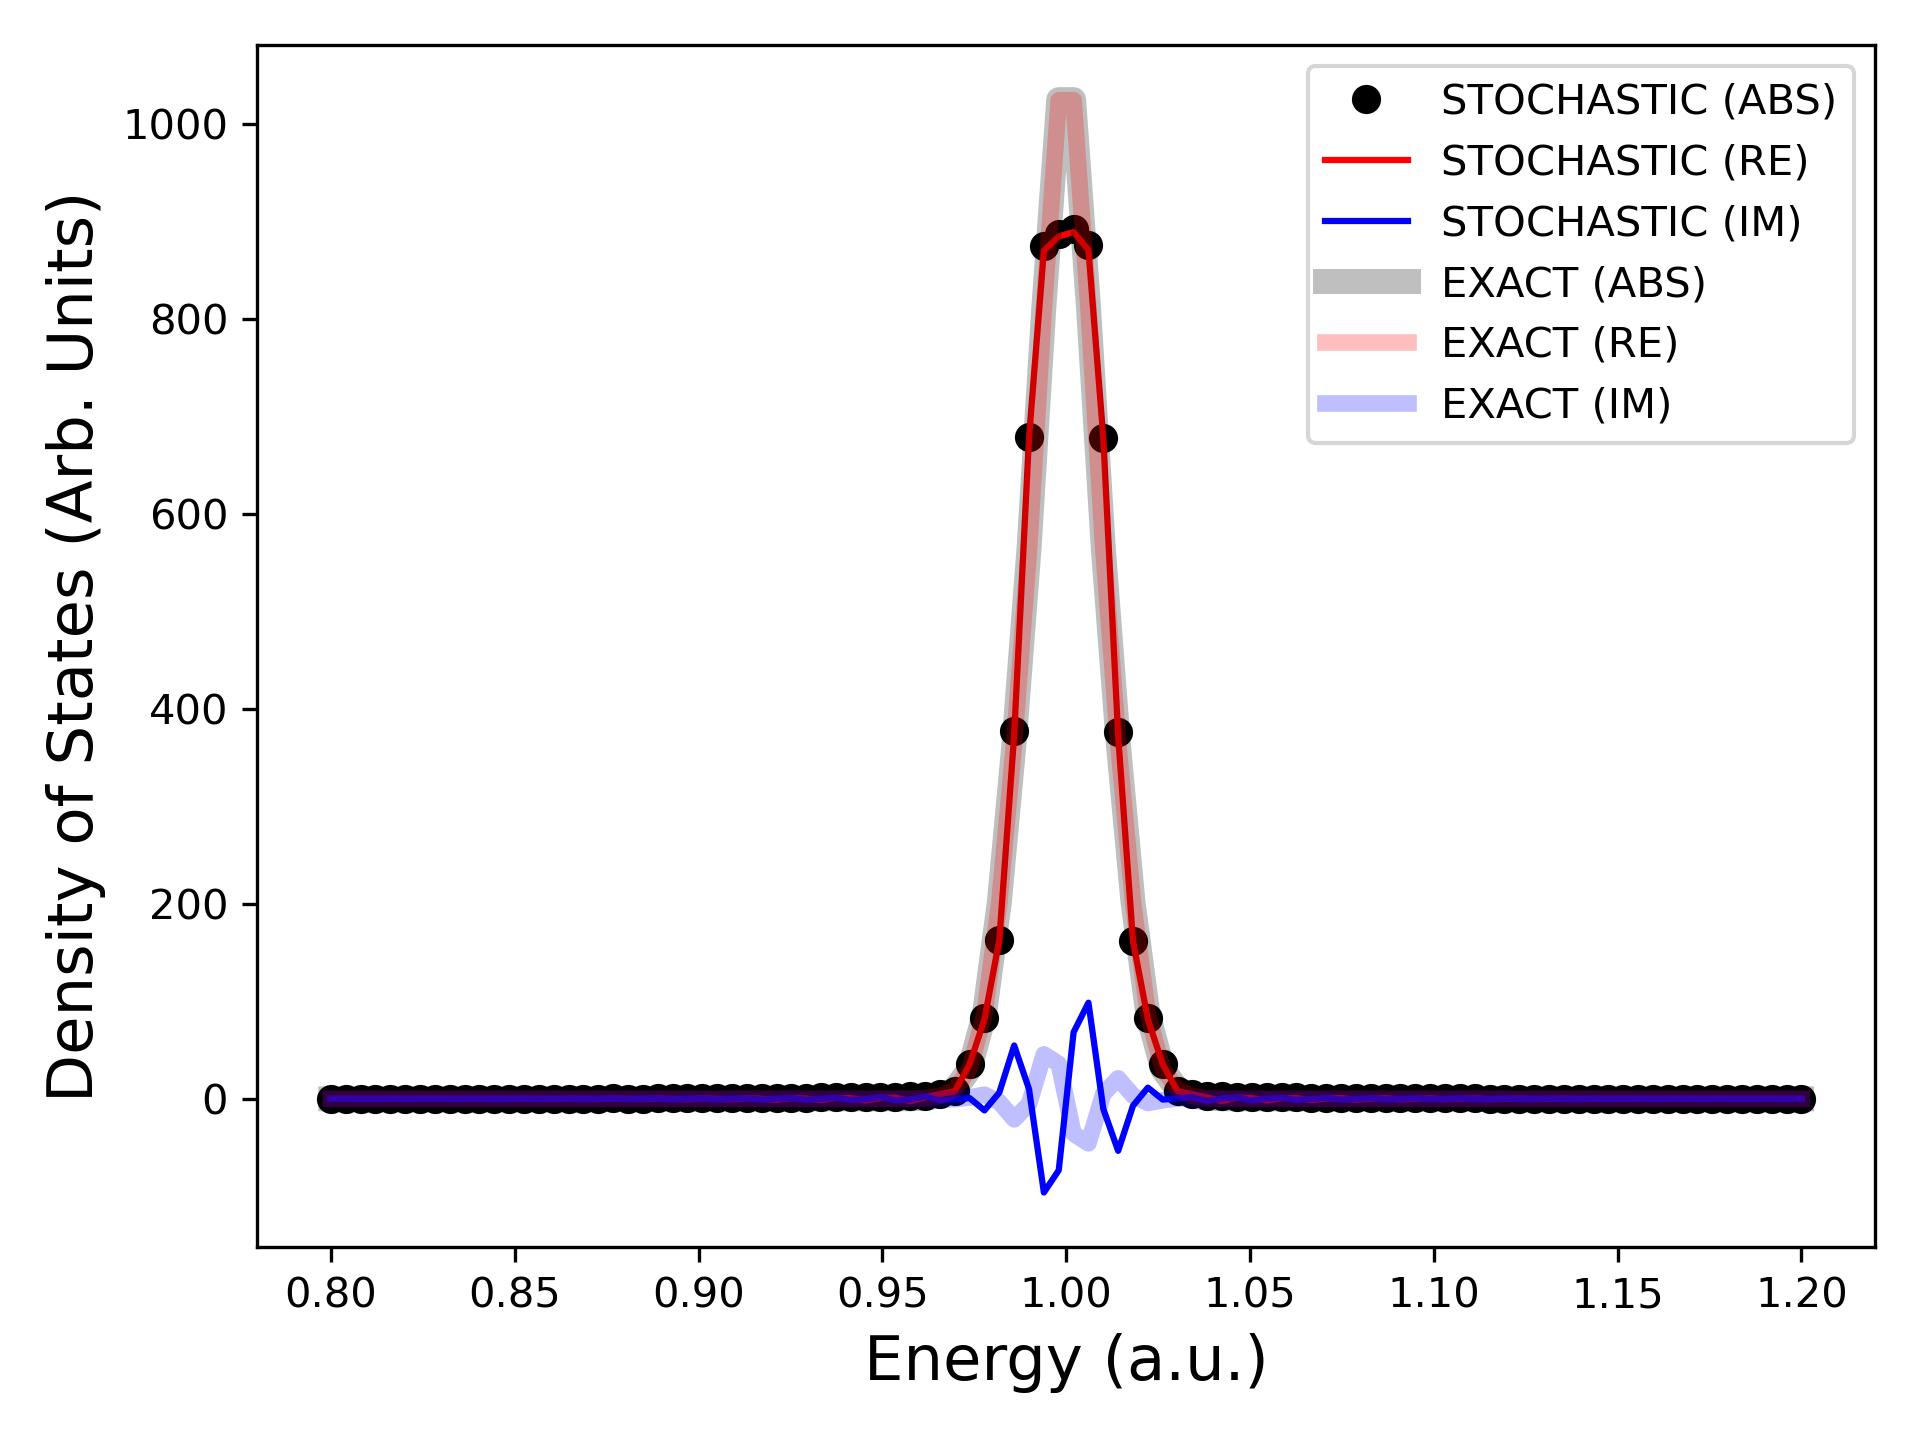 STOCHASTIC (ABS)
STOCHASTIC (RE)
STOCHASTIC (IM)
EXACT (ABS)
EXACT (RE)
EXACT (IM)
Density of States (Arb. Units)
1000
800
600
400
200
0
0.80 0.85 0.90 0.95 1.00 1.05 1.10 1.15 1.20
Energy (a.u.)